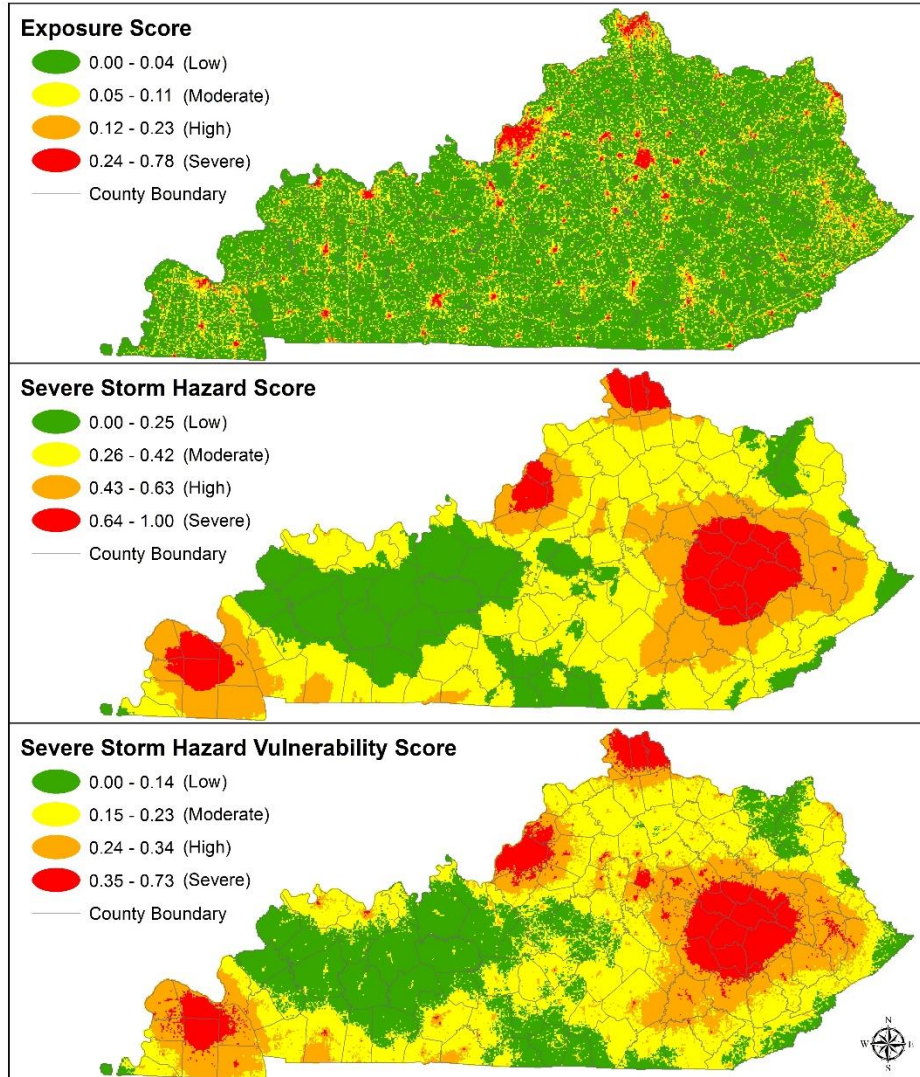 Exposure Score
0.00 - 0.04 (Low)
0.05 - 0.11 (Moderate)
0.12 - 0.23 (High)
0.24 - 0.78 (Severe)
County Boundary
Severe Storm Hazard Score
0.00 - 0.25 (Low)
0.26 - 0.42 (Moderate)
0.43 - 0.63 (High)
0.64 - 1.00 (Severe)
County Boundary
Severe Storm Hazard Vulnerability Score
0.00 - 0.14 (Low)
0.15 - 0.23 (Moderate)
0.24 - 0.34 (High)
0.35 - 0.73 (Severe)
County Boundary
N
W E
S